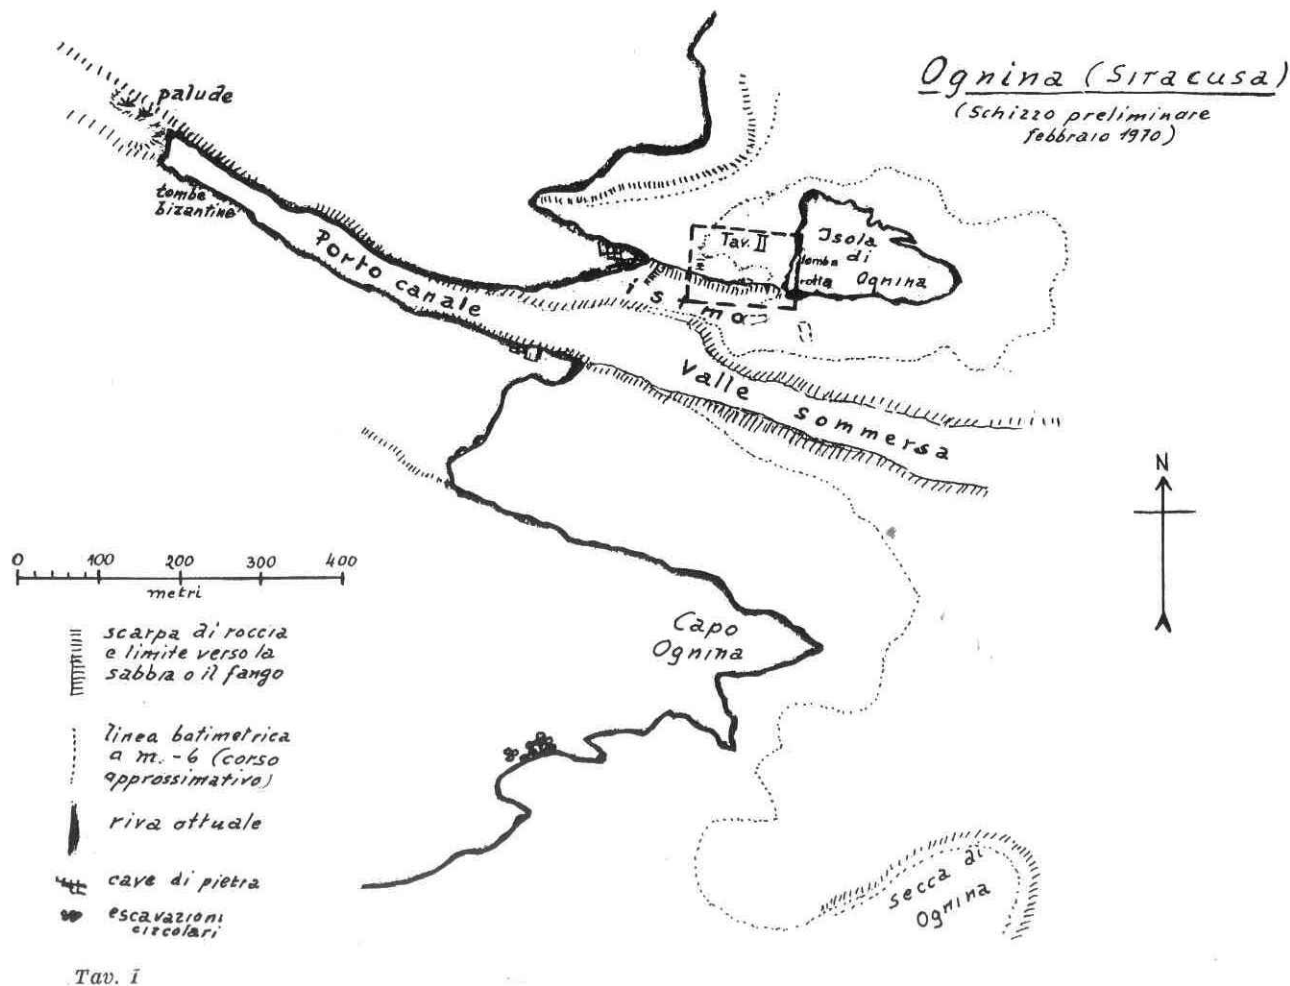 Ognina (Siracusa)
(Schizzo preliminare
febbraio 1970)
palude
tombe
bizantine
Porto canale
istmo
Tav. II
Isola
di
Ognina
tomba
rotta
Valle sommersa
N
0 100 200 300 400
metri
Capo
Ognina
scarpa di roccia
e limite verso la
sabbia o il fango
linea batimetrica
a m. -6 (corso
approssimativo)
riva attuale
cave di pietra
escavazioni
circolari
secca di
Ognina
Tav. I